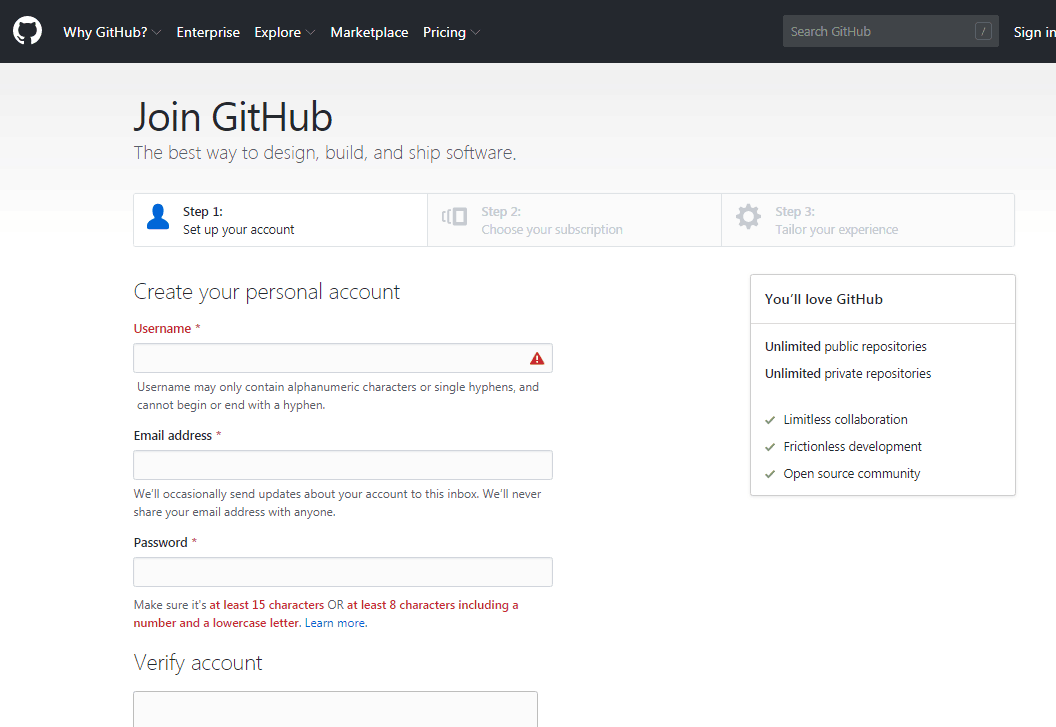 Why GitHub? Enterprise Explore Marketplace Pricing Search GitHub / Sign in
Join GitHub
The best way to design, build, and ship software.
Step 1:
Set up your account
Step 2:
Choose your subscription
Step 3:
Tailor your experience
Create your personal account
Username *
Username may only contain alphanumeric characters or single hyphens, and
cannot begin or end with a hyphen.
Email address *
We'll occasionally send updates about your account to this inbox. We'll never
share your email address with anyone.
Password *
Make sure it's at least 15 characters OR at least 8 characters including a
number and a lowercase letter. Learn more.
Verify account
You'll love GitHub
Unlimited public repositories
Unlimited private repositories
Limitless collaboration
Frictionless development
Open source community